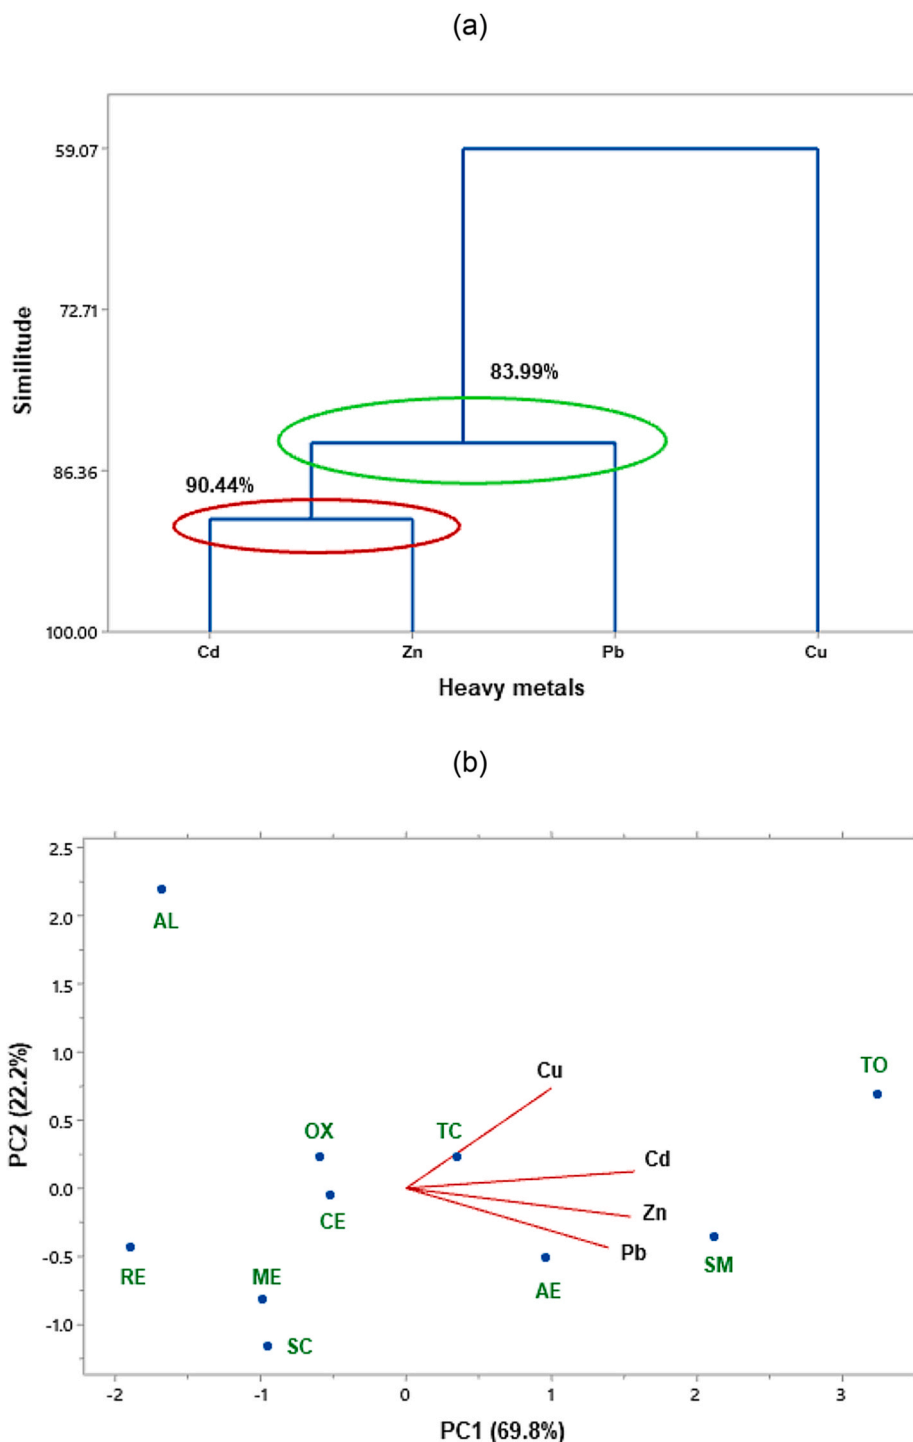 (a)
59.07
72.71
86.36
100.00
Similitude
83.99%
90.44%
Cd Zn Pb Cu
Heavy metals
(b)
2.5
2.0
1.5
1.0
0.5
0.0
-0.5
-1.0
PC2 (22.2%)
AL
TO
Cu
OX TC
Cd
CE
Zn
Pb
SM
RE ME AE
SC
-2 -1 0 1 2 3
PC1 (69.8%)